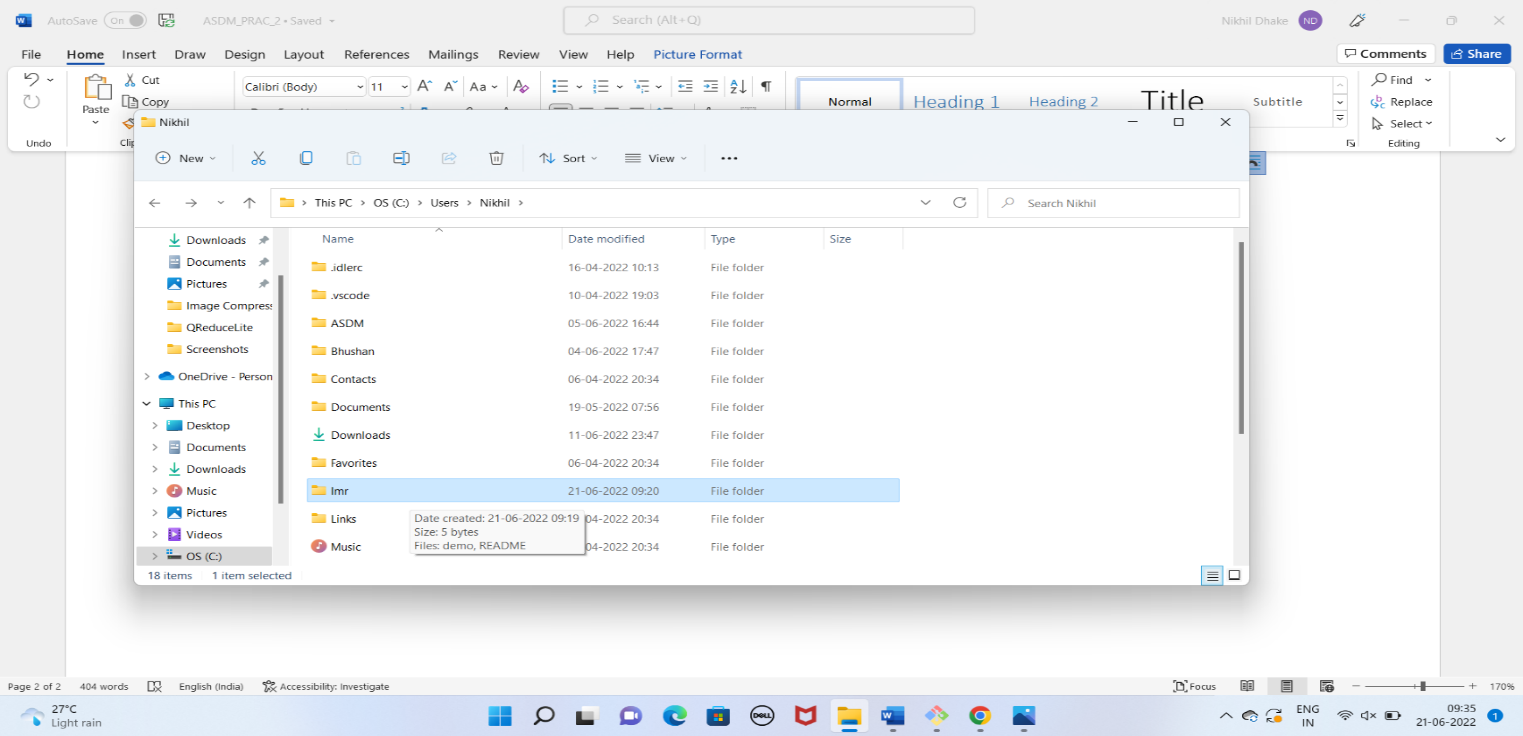 AutoSave On ASDM_PRAC_2 • Saved Search (Alt+Q) Nikhil Dhake ND
File Home Insert Draw Design Layout References Mailings Review View Help Picture Format Comments Share
Paste Cut Calibri (Body) 11 Aa Normal Heading 1 Heading 2 Title Subtitle Find
Copy Replace
Select
Undo Clip Editing
Nikhil
New Sort View
This PC > OS (C:) > Users > Nikhil > Search Nikhil
Name Date modified Type Size
Downloads
Documents
Pictures
Image Compress
QReduceLite
Screenshots
OneDrive - Person
This PC
Desktop
Documents
Downloads
Music
Pictures
Videos
OS (C:)
.idlerc 16-04-2022 10:13 File folder
.vscode 10-04-2022 19:03 File folder
ASDM 05-06-2022 16:44 File folder
Bhushan 04-06-2022 17:47 File folder
Contacts 06-04-2022 20:34 File folder
Documents 19-05-2022 07:56 File folder
Downloads 11-06-2022 23:47 File folder
Favorites 06-04-2022 20:34 File folder
Imr 21-06-2022 09:20 File folder
Links 04-2022 20:34 File folder
Music 04-2022 20:34 File folder
Date created: 21-06-2022 09:19
Size: 5 bytes
Files: demo, README
18 items 1 item selected
Page 2 of 2 404 words English (India) Accessibility: Investigate Focus 170%
27°C
Light rain
DELL
ENG
IN
09:35
21-06-2022
1